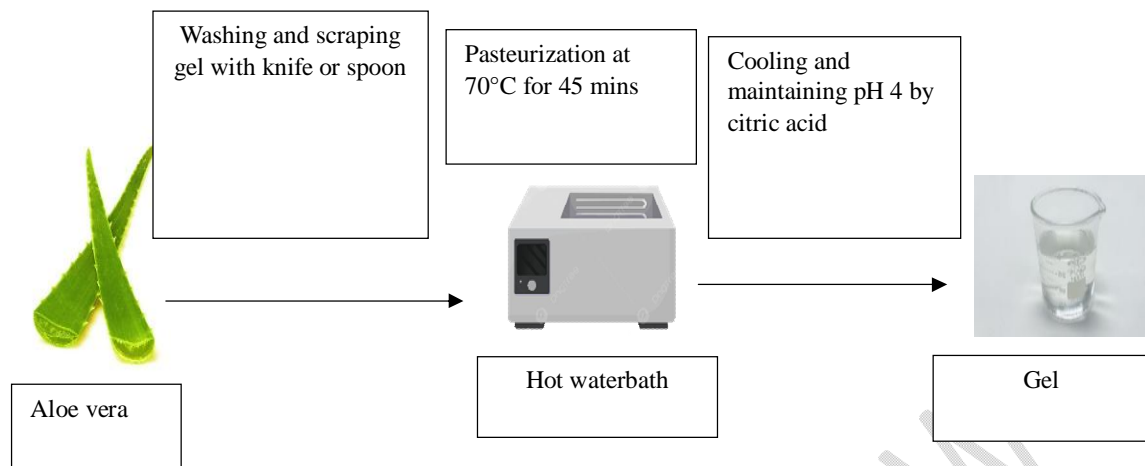 Washing and scraping
gel with knife or spoon
Pasteurization at
70°C for 45 mins
Cooling and
maintaining pH 4 by
citric acid
Aloe vera
Hot waterbath
Gel